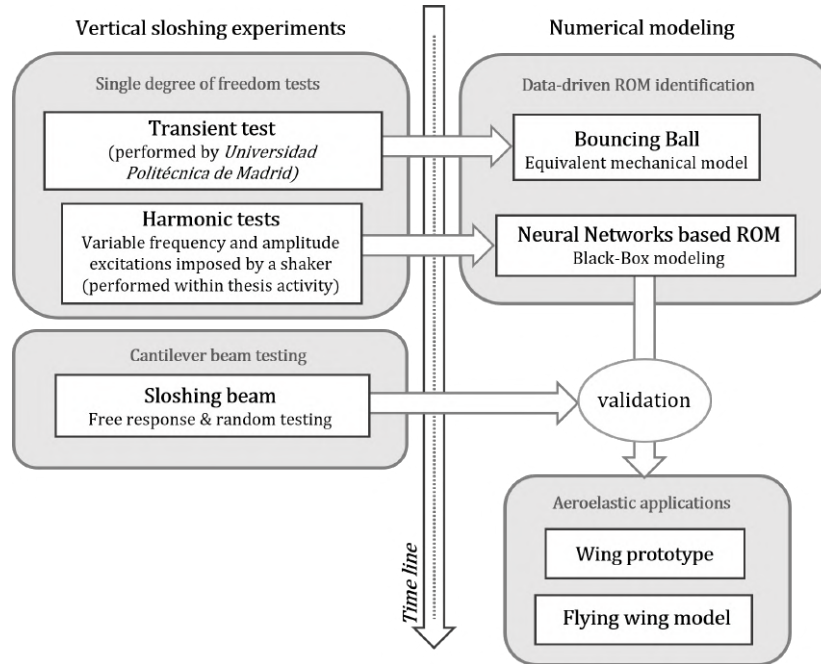 Vertical sloshing experiments
Single degree of freedom tests
Transient test
(performed by Universidad
Politécnica de Madrid)
Harmonic tests
Variable frequency and amplitude
excitations imposed by a shaker
(performed within thesis activity)
Cantilever beam testing
Sloshing beam
Free response & random testing
Time line
Numerical modeling
Data-driven ROM identification
Bouncing Ball
Equivalent mechanical model
Neural Networks based ROM
Black-Box modeling
validation
Aeroelastic applications
Wing prototype
Flying wing model